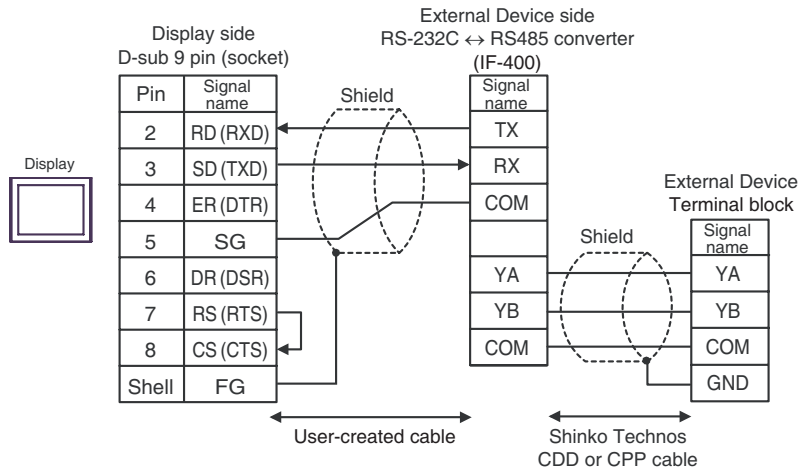 External Device side
RS-232C ↔ RS485 converter
(IF-400)
Display side
D-sub 9 pin (socket)
Pin
Signal
name
2
RD (RXD)
3
SD (TXD)
4
ER (DTR)
5
SG
6
DR (DSR)
7
RS (RTS)
8
CS (CTS)
Shell
FG
Display
Shield
Signal
name
TX
RX
COM
YA
YB
COM
Shield
External Device
Terminal block
Signal
name
YA
YB
COM
GND
User-created cable
Shinko Technos
CDD or CPP cable